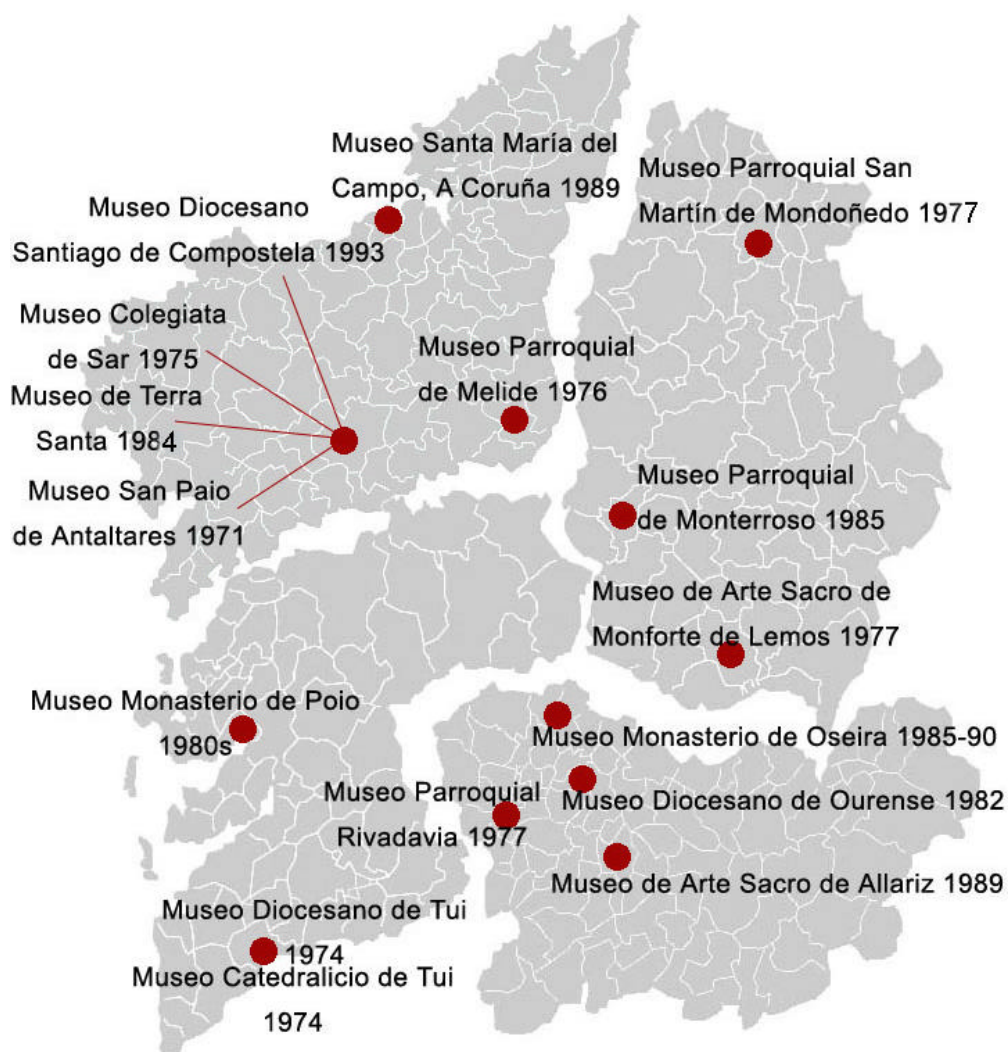 Museo Santa María del
Campo, A Coruña 1989
Museo Parroquial San
Martín de Mondoñedo 1977
Museo Diocesano
Santiago de Compostela 1993
Museo Colegiata
de Sar 1975
Museo Parroquial
de Melide 1976
Museo de Terra
Santa 1984
Museo San Paio
de Antaltares 1971
Museo Parroquial
de Monterroso 1985
Museo de Arte Sacro de
Monforte de Lemos 1977
Museo Monasterio de Poio
1980s
Museo Monasterio de Oseira 1985-90
Museo Diocesano de Ourense 1982
Museo Parroquial
Rivadavia 1977
Museo de Arte Sacro de Allariz 1989
Museo Diocesano de Tui
1974
Museo Catedralicio de Tui
1974